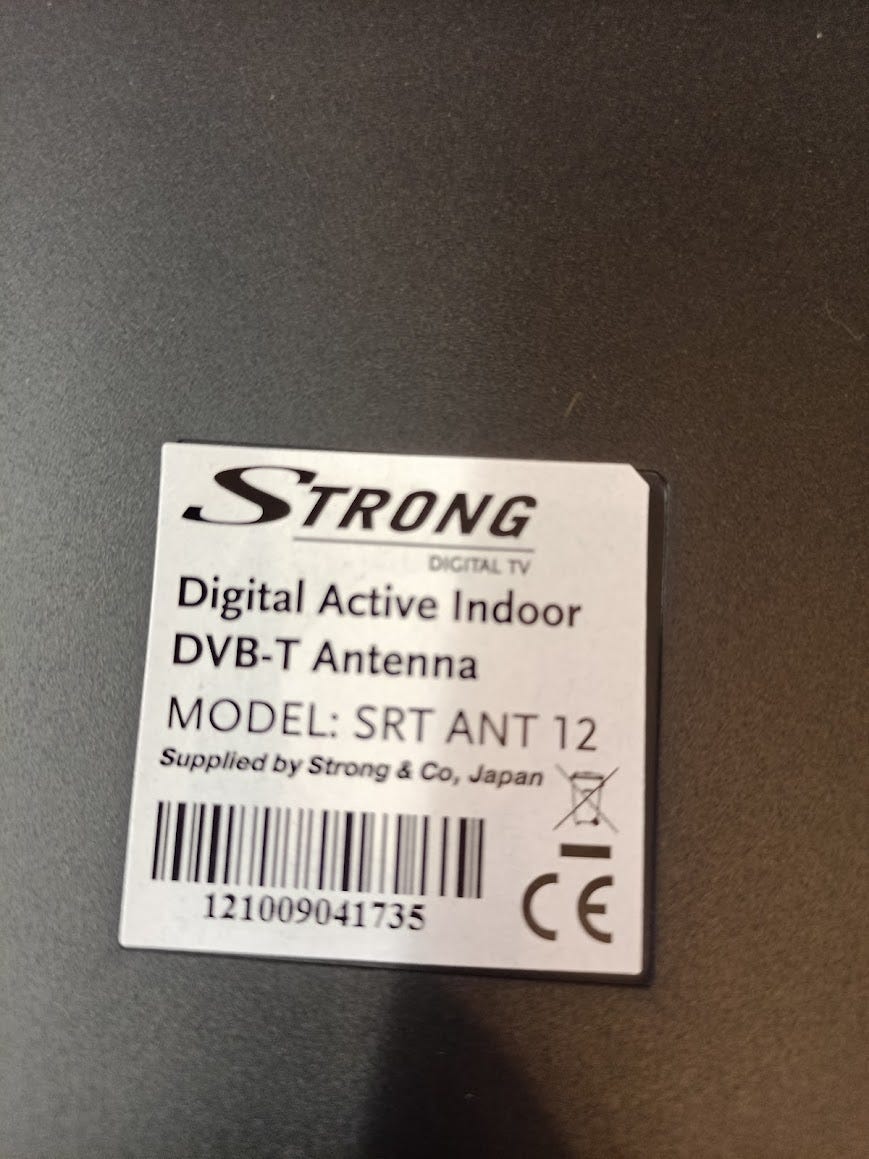 STRONG
DIGITAL TV
Digital Active Indoor
DVB-T Antenna
MODEL: SRT ANT 12
Supplied by Strong & Co, Japan
121009041735
CE